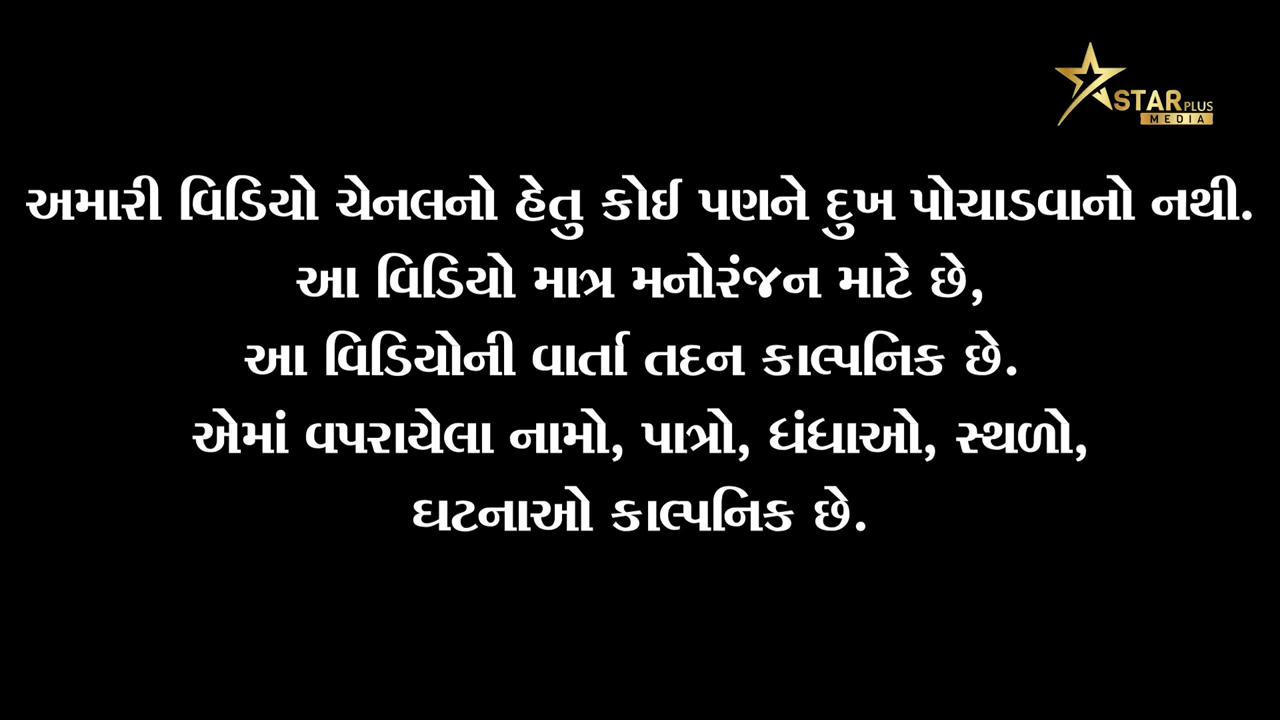 STAR PLUS
MEDIA
અમારી વિડિયો ચેનલનો હેતુ કોઈ પણને દુખ પોચાડવાનો નથી.
આ વિડિયો માત્ર મનોરંજન માટે છે,
આ વિડિયોની વાર્તા તદન કાલ્પનિક છે.
એમાં વપરાયેલા નામો, પાત્રો, ધંધાઓ, સ્થળો,
ઘટનાઓ કાલ્પનિક છે.